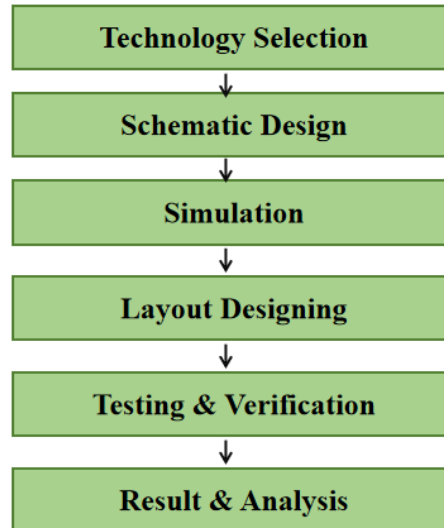 Technology Selection
Schematic Design
Simulation
Layout Designing
Testing & Verification
Result & Analysis